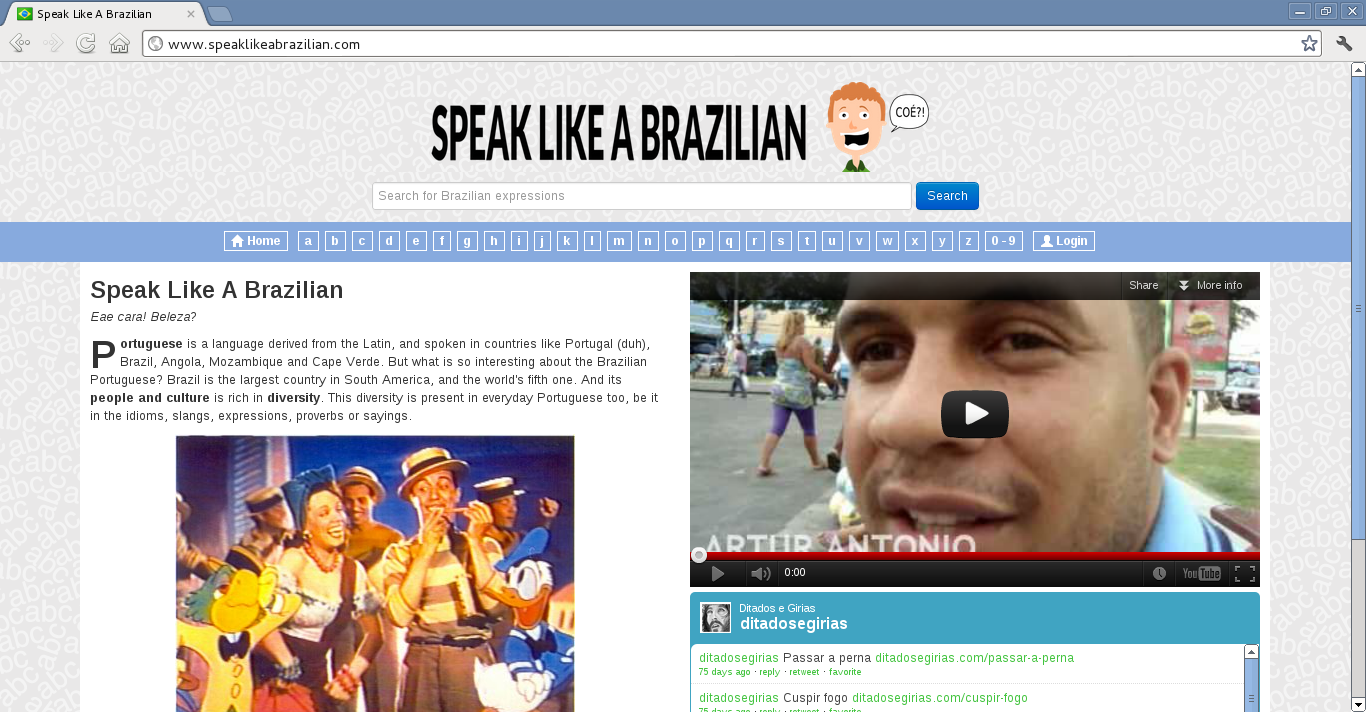 Speak Like A Brazilian
www.speaklikeabrazilian.com
SPEAK LIKE A BRAZILIAN
COÉ?!
Search for Brazilian expressions
Search
Home a b c d e f g h i j k l m n o p q r s t u v w x y z 0 - 9 Login
Speak Like A Brazilian
Eae cara! Beleza?
Portuguese is a language derived from the Latin, and spoken in countries like Portugal (duh),
Brazil, Angola, Mozambique and Cape Verde. But what is so interesting about the Brazilian
Portuguese? Brazil is the largest country in South America, and the world's fifth one. And its
people and culture is rich in diversity. This diversity is present in everyday Portuguese too, be it
in the idioms, slangs, expressions, proverbs or sayings.
Share More info
ARTUR ANTONIO
0:00
YouTube
Ditados e Girias
ditadosegirias
ditadosegirias Passar a perna ditadosegirias.com/passar-a-perna
75 days ago · reply · retweet · favorite
ditadosegirias Cuspir fogo ditadosegirias.com/cuspir-fogo
75 days ago · reply · retweet · favorite